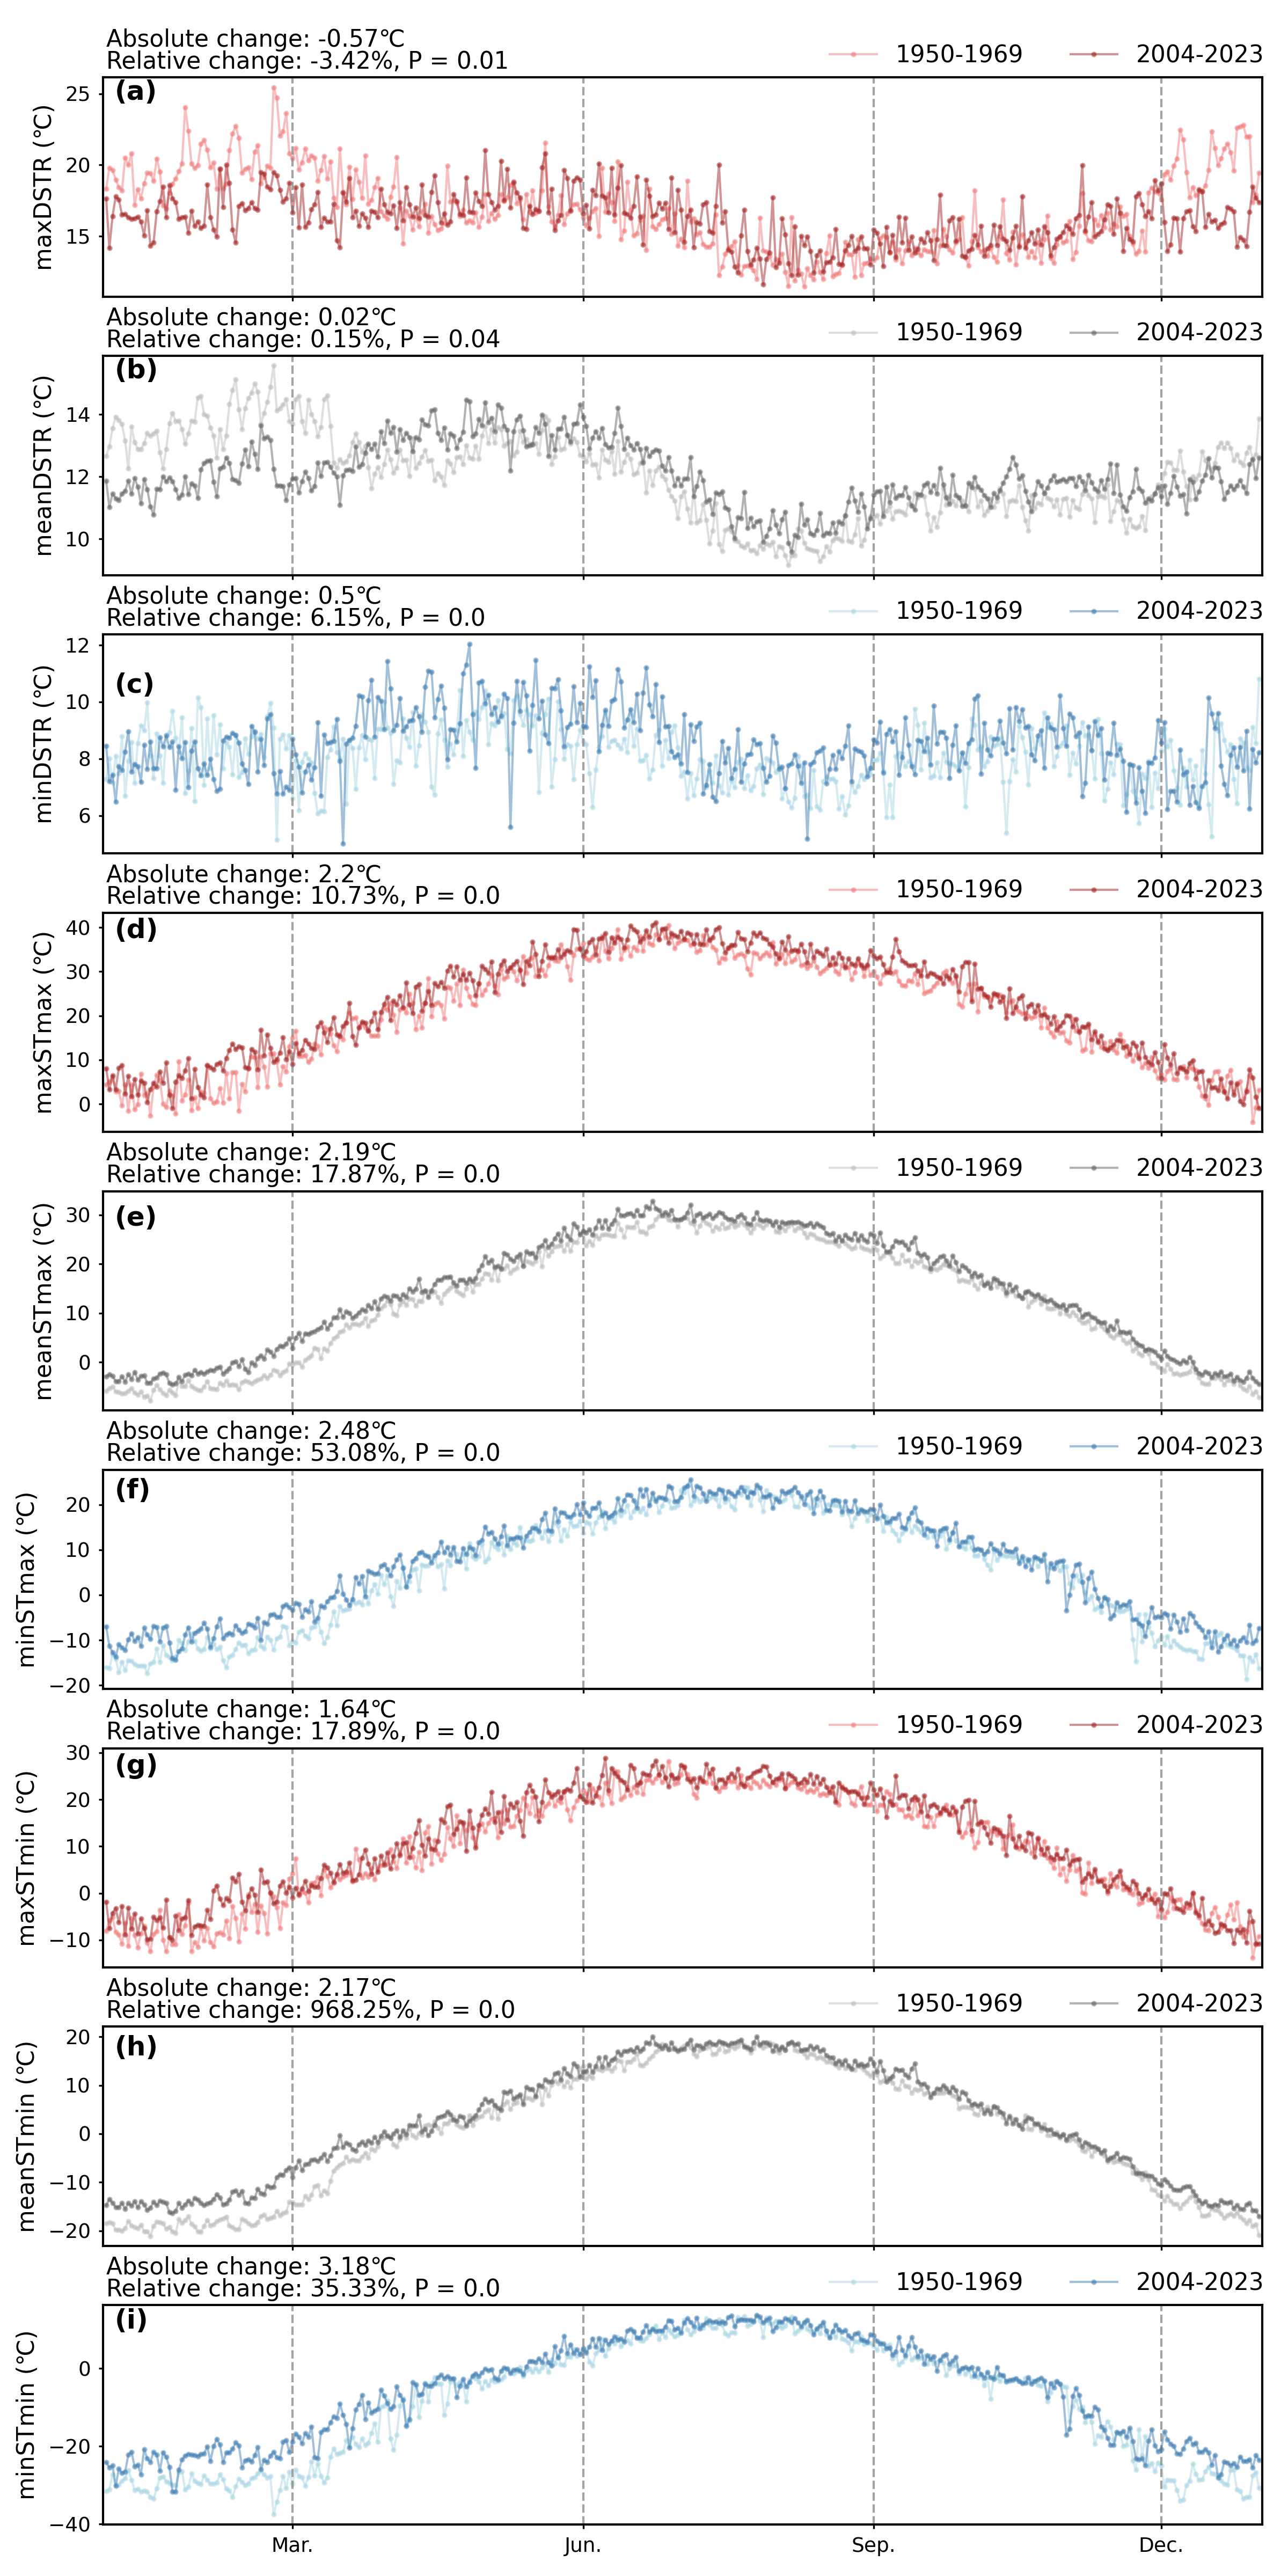 Absolute change: -0.57℃
Relative change: -3.42%, P = 0.01
1950-1969 2004-2023
(a)
maxDSTR (℃)
25
20
15
Absolute change: 0.02℃
Relative change: 0.15%, P = 0.04
1950-1969 2004-2023
(b)
meanDSTR (℃)
14
12
10
Absolute change: 0.5℃
Relative change: 6.15%, P = 0.0
1950-1969 2004-2023
(c)
minDSTR (℃)
12
10
8
6
Absolute change: 2.2℃
Relative change: 10.73%, P = 0.0
1950-1969 2004-2023
(d)
maxSTmax (℃)
40
30
20
10
0
Absolute change: 2.19℃
Relative change: 17.87%, P = 0.0
1950-1969 2004-2023
(e)
meanSTmax (℃)
30
20
10
0
Absolute change: 2.48℃
Relative change: 53.08%, P = 0.0
1950-1969 2004-2023
(f)
minSTmax (℃)
20
10
0
−10
−20
Absolute change: 1.64℃
Relative change: 17.89%, P = 0.0
1950-1969 2004-2023
(g)
maxSTmin (℃)
30
20
10
0
−10
Absolute change: 2.17℃
Relative change: 968.25%, P = 0.0
1950-1969 2004-2023
(h)
meanSTmin (℃)
20
10
0
−10
−20
Absolute change: 3.18℃
Relative change: 35.33%, P = 0.0
1950-1969 2004-2023
(i)
minSTmin (℃)
0
−20
−40
Mar. Jun. Sep. Dec.